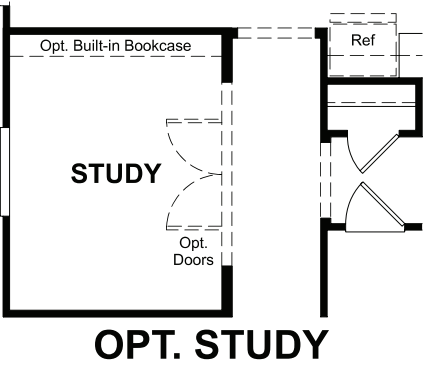 Opt. Built-in Bookcase
Ref
STUDY
Opt.
Doors
OPT. STUDY